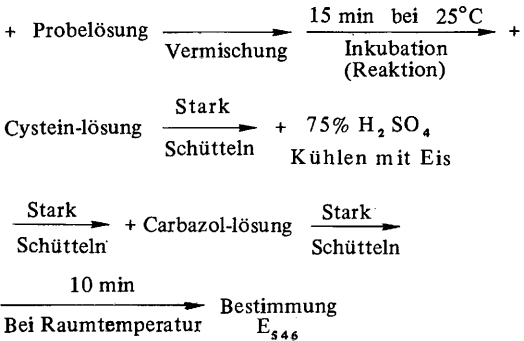 15 min bei 25°C
+ Probelösung Vermischung Inkubation +
(Reaktion)
Stark
Cystein-lösung Schütteln + 75% H₂SO₄
Kühlen mit Eis
Stark Stark
Schütteln + Carbazol-lösung Schütteln
10 min
Bei Raumtemperatur Bestimmung
E₅₄₆